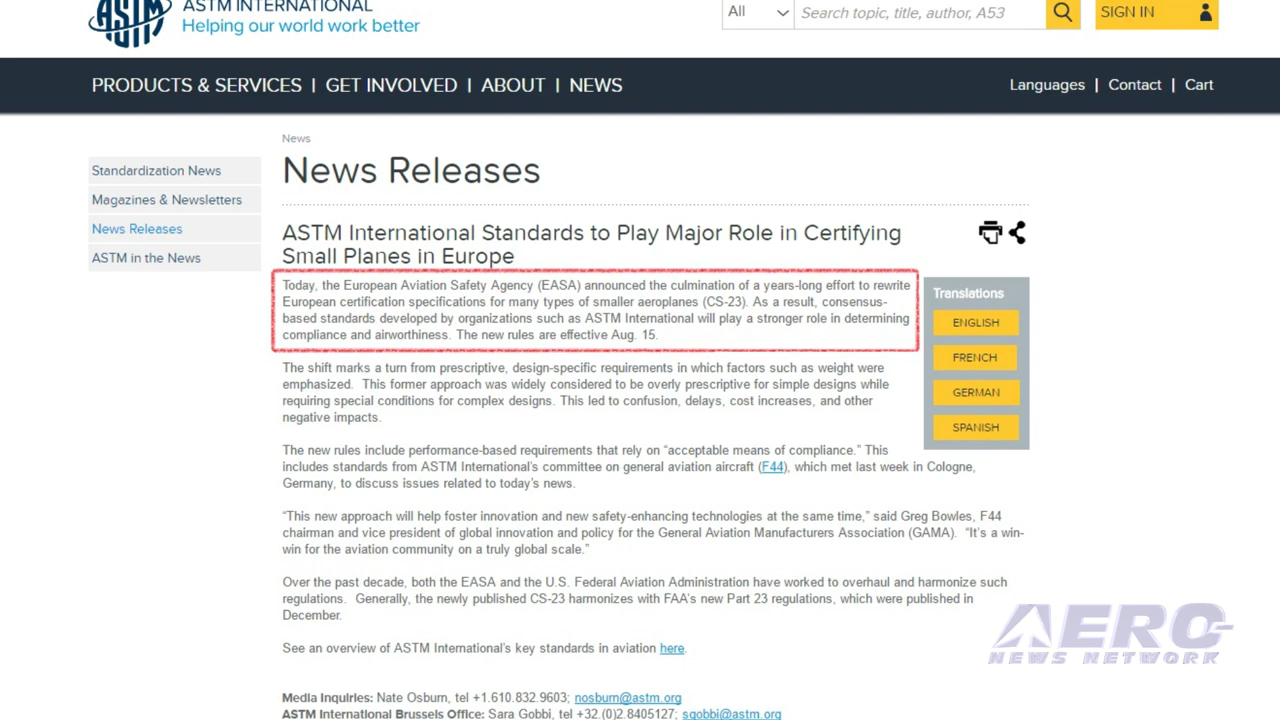 ASTM INTERNATIONAL
Helping our world work better
All
Search topic, title, author, A53
SIGN IN
PRODUCTS & SERVICES | GET INVOLVED | ABOUT | NEWS
Languages | Contact | Cart
News
News Releases
Standardization News
Magazines & Newsletters
News Releases
ASTM in the News
ASTM International Standards to Play Major Role in Certifying
Small Planes in Europe
Today, the European Aviation Safety Agency (EASA) announced the culmination of a years-long effort to rewrite
European certification specifications for many types of smaller aeroplanes (CS-23). As a result, consensus-
based standards developed by organizations such as ASTM International will play a stronger role in determining
compliance and airworthiness. The new rules are effective Aug. 15.
Translations
ENGLISH
FRENCH
GERMAN
SPANISH
The shift marks a turn from prescriptive, design-specific requirements in which factors such as weight were
emphasized. This former approach was widely considered to be overly prescriptive for simple designs while
requiring special conditions for complex designs. This led to confusion, delays, cost increases, and other
negative impacts.
The new rules include performance-based requirements that rely on “acceptable means of compliance.” This
includes standards from ASTM International’s committee on general aviation aircraft (F44), which met last week in Cologne,
Germany, to discuss issues related to today’s news.
“This new approach will help foster innovation and new safety-enhancing technologies at the same time,” said Greg Bowles, F44
chairman and vice president of global innovation and policy for the General Aviation Manufacturers Association (GAMA). “It’s a win-
win for the aviation community on a truly global scale.”
Over the past decade, both the EASA and the U.S. Federal Aviation Administration have worked to overhaul and harmonize such
regulations. Generally, the newly published CS-23 harmonizes with FAA’s new Part 23 regulations, which were published in
December.
See an overview of ASTM International’s key standards in aviation here.
Media Inquiries: Nate Osburn, tel +1.610.832.9603; nosburn@astm.org
ASTM International Brussels Office: Sara Gobbi, tel +32.(0)2.8405127; sgobbi@astm.org
AERO
NEWS NETWORK